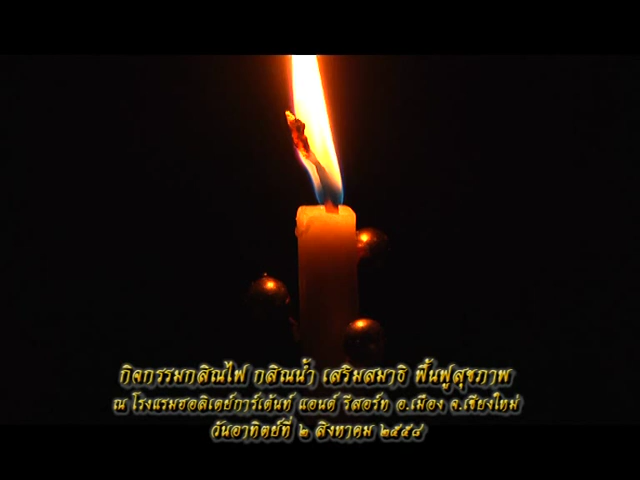 กิจกรรมกสิณไฟ กสิณน้ำ เสริมสมาธิ ฟื้นฟูสุขภาพ
ณ โรงแรมฮอลิเดย์การ์เด้นท์ แอนด์ รีสอร์ท อ.เมือง จ.เชียงใหม่
วันอาทิตย์ที่ ๒ สิงหาคม ๒๕๕๔